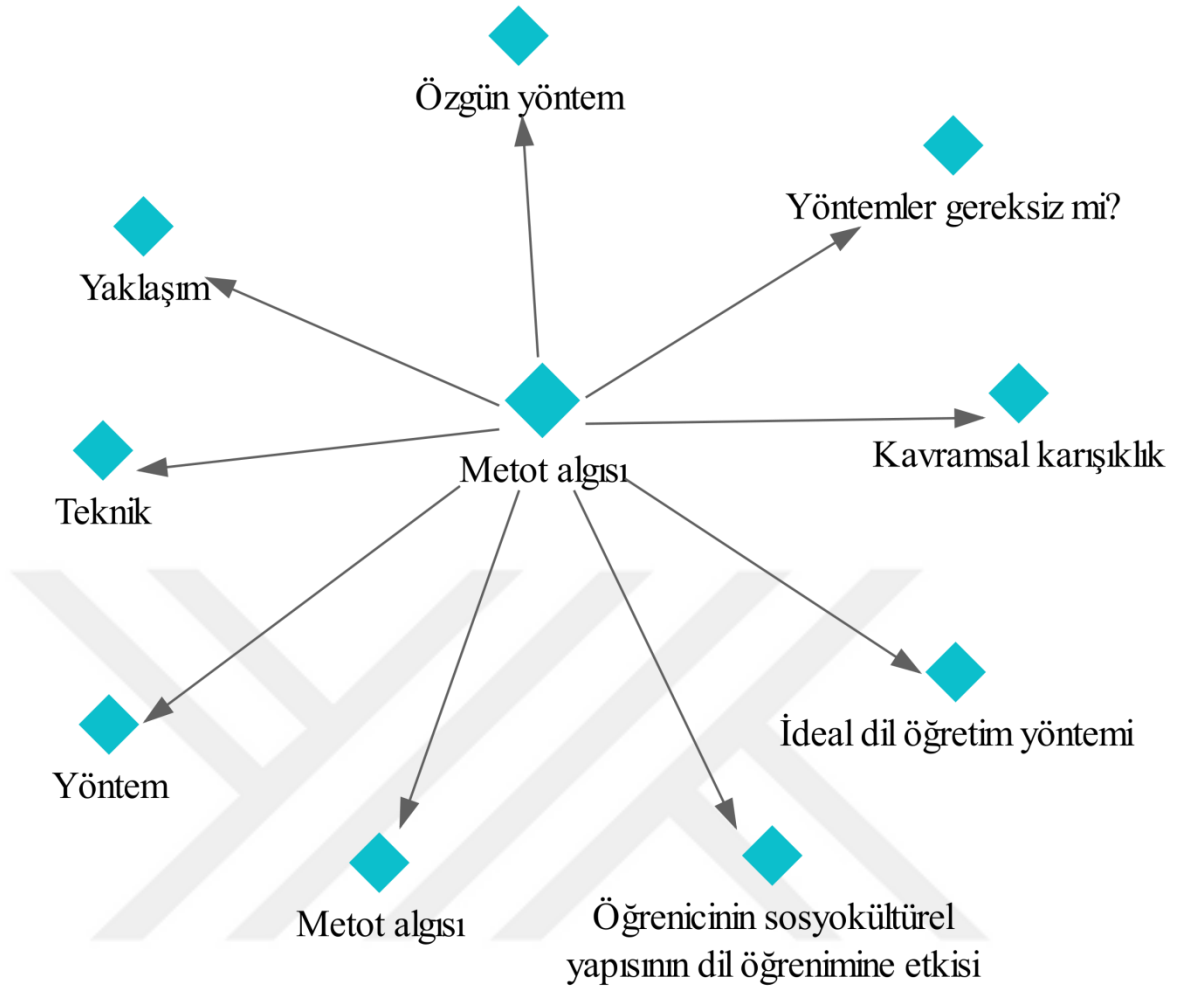 Özgün yöntem
Yöntemler gereksiz mi?
Yaklaşım
Kavramsal karışıklık
Metot algısı
Teknik
İdeal dil öğretim yöntemi
Yöntem
Metot algısı
Öğrenicinin sosyokültürel
yapısının dil öğrenimine etkisi